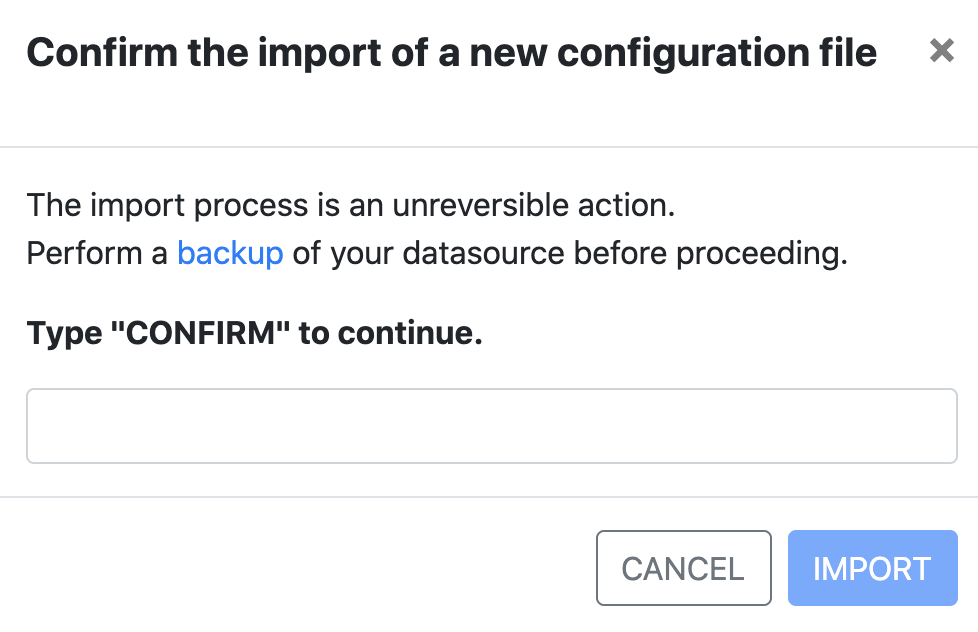 Confirm the import of a new configuration file ×
The import process is an unreversible action.
Perform a backup of your datasource before proceeding.
Type "CONFIRM" to continue.
CANCEL IMPORT